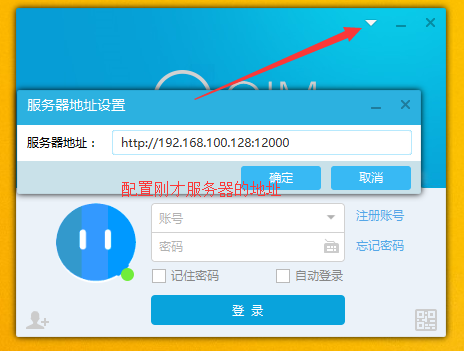 服务器地址设置
服务器地址： http://192.168.100.128:12000
确定 取消
配置刚才服务器的地址
账号 注册账号
密码 忘记密码
记住密码 自动登录
登 录